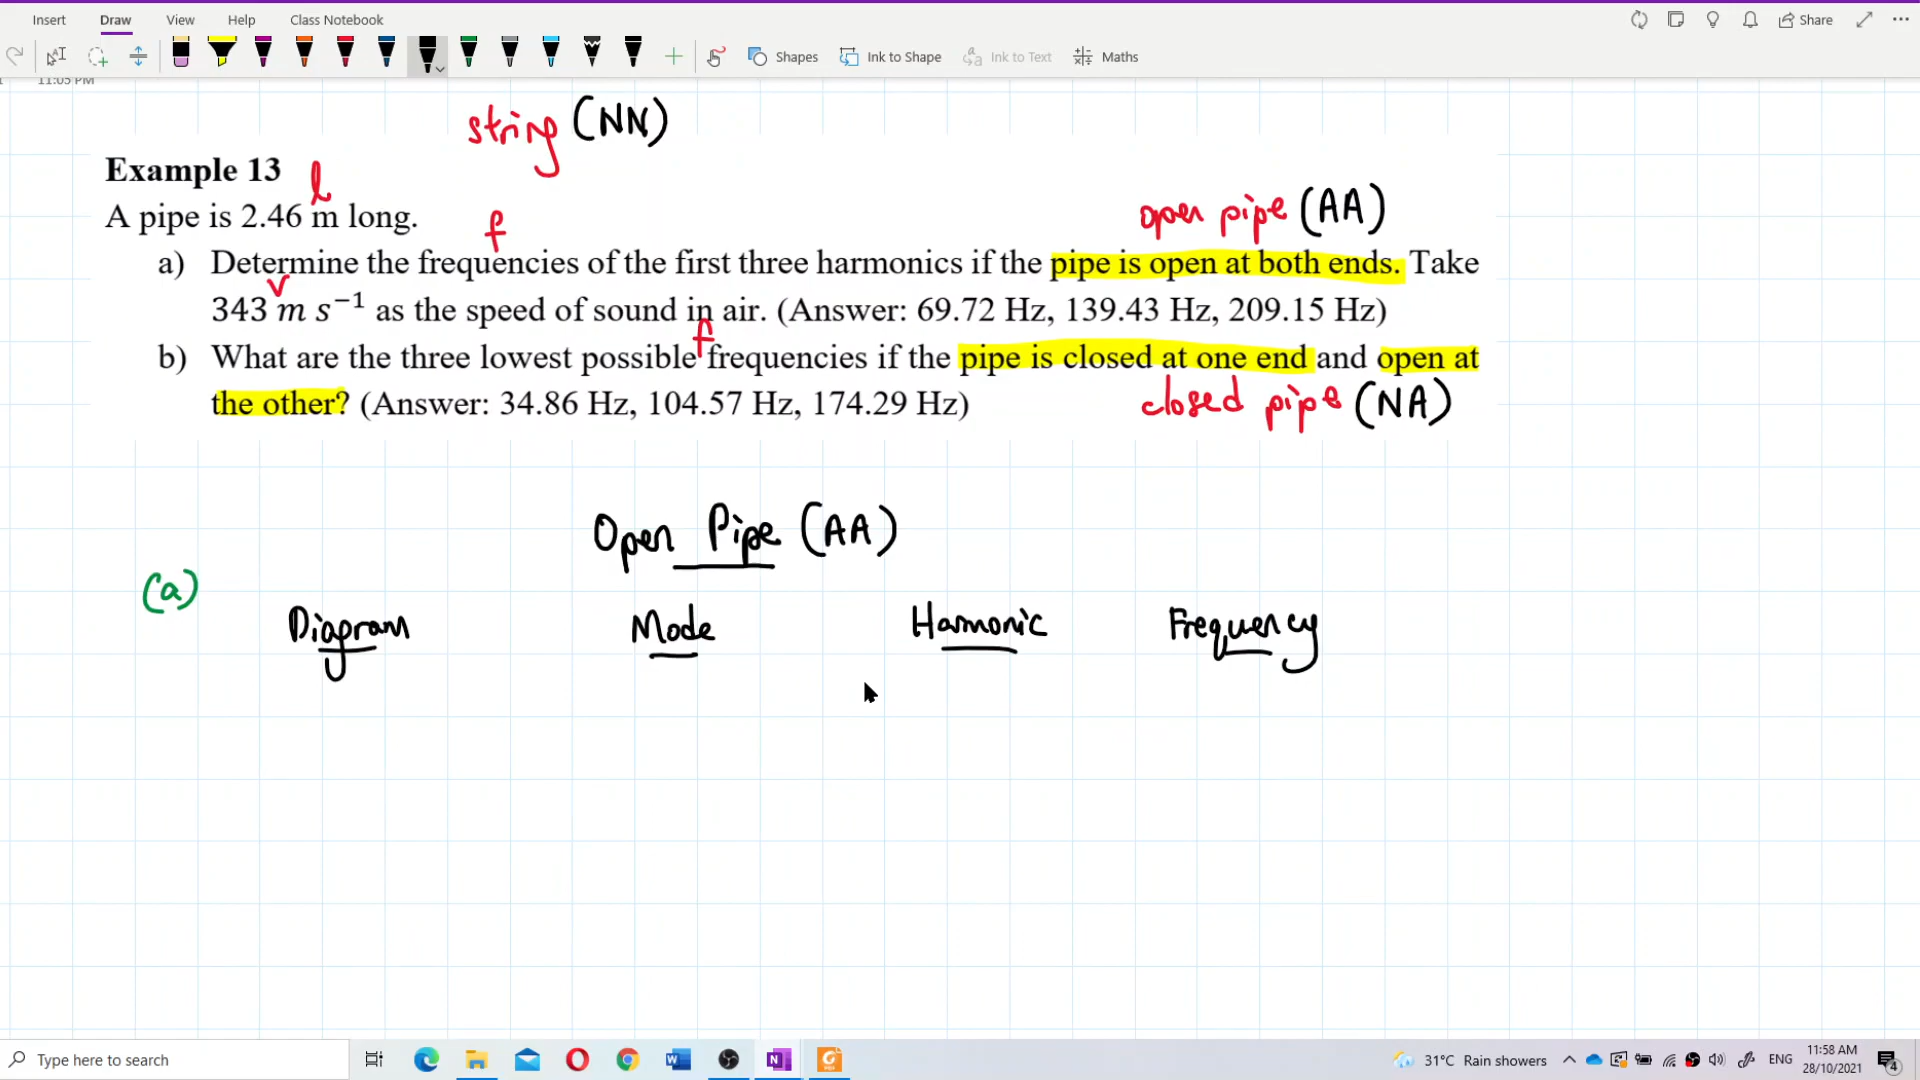 Insert Draw View Help Class Notebook Share
Shapes Ink to Shape Ink to Text Maths
11:05 PM
string (NN)
Example 13
l
A pipe is 2.46 m long.
f
open pipe (AA)
a) Determine the frequencies of the first three harmonics if the pipe is open at both ends. Take
v
343 m s⁻¹ as the speed of sound in air. (Answer: 69.72 Hz, 139.43 Hz, 209.15 Hz)
f
b) What are the three lowest possible frequencies if the pipe is closed at one end and open at
the other? (Answer: 34.86 Hz, 104.57 Hz, 174.29 Hz)
closed pipe (NA)
Open Pipe (AA)
(a)
Diagram Mode Harmonic Frequency
Type here to search 31°C Rain showers ENG 11:58 AM
28/10/2021 4